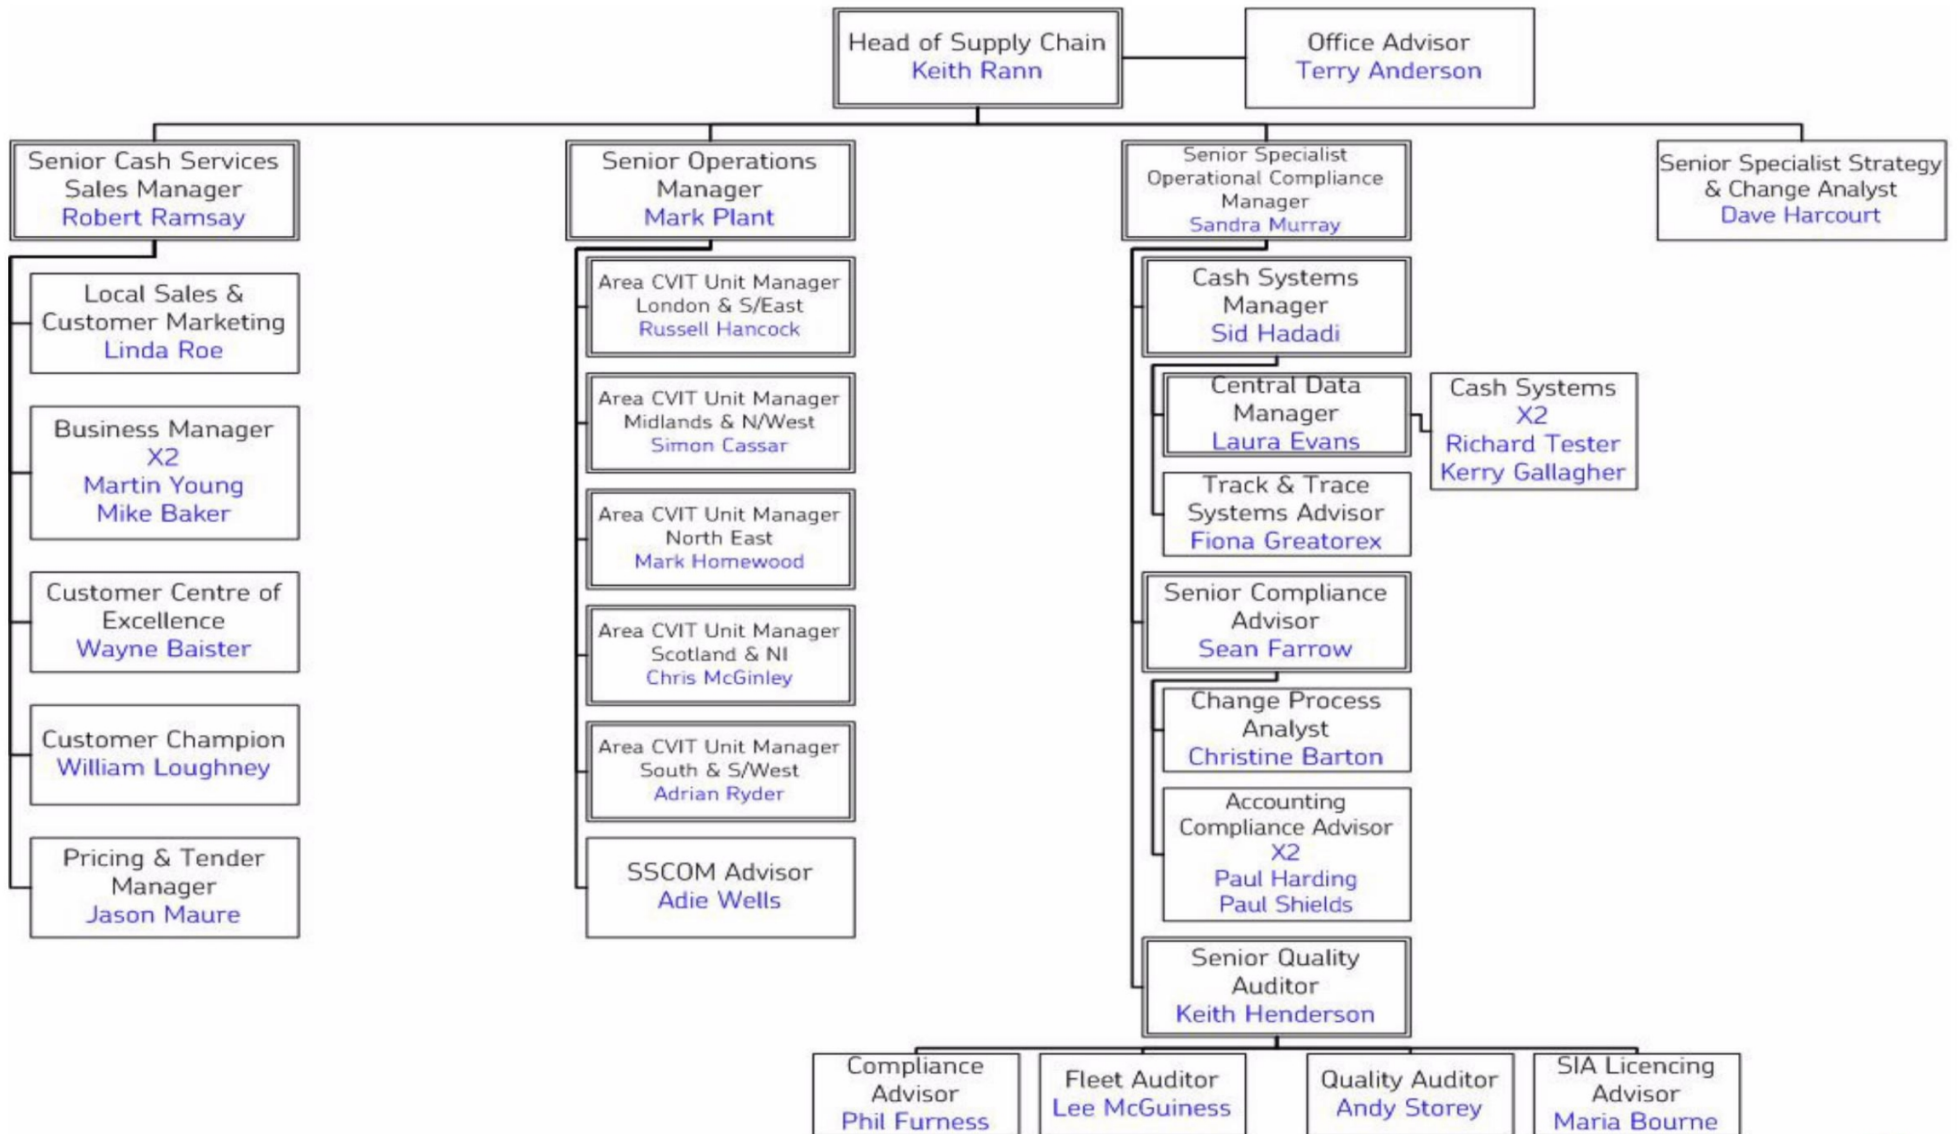 Head of Supply Chain
Keith Rann
Office Advisor
Terry Anderson
Senior Cash Services
Sales Manager
Robert Ramsay
Senior Operations
Manager
Mark Plant
Senior Specialist
Operational Compliance
Manager
Sandra Murray
Senior Specialist Strategy
& Change Analyst
Dave Harcourt
Local Sales &
Customer Marketing
Linda Roe
Business Manager
X2
Martin Young
Mike Baker
Customer Centre of
Excellence
Wayne Baister
Customer Champion
William Loughney
Pricing & Tender
Manager
Jason Maure
Area CVIT Unit Manager
London & S/East
Russell Hancock
Area CVIT Unit Manager
Midlands & N/West
Simon Cassar
Area CVIT Unit Manager
North East
Mark Homewood
Area CVIT Unit Manager
Scotland & NI
Chris McGinley
Area CVIT Unit Manager
South & S/West
Adrian Ryder
SSCOM Advisor
Adie Wells
Cash Systems
Manager
Sid Hadadi
Central Data
Manager
Laura Evans
Cash Systems
X2
Richard Tester
Kerry Gallagher
Track & Trace
Systems Advisor
Fiona Greatorex
Senior Compliance
Advisor
Sean Farrow
Change Process
Analyst
Christine Barton
Accounting
Compliance Advisor
X2
Paul Harding
Paul Shields
Senior Quality
Auditor
Keith Henderson
Compliance
Advisor
Phil Furness
Fleet Auditor
Lee McGuiness
Quality Auditor
Andy Storey
SIA Licencing
Advisor
Maria Bourne